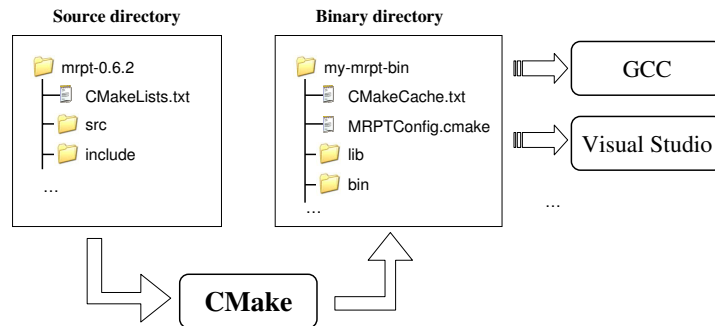 Source directory
mrpt-0.6.2
CMakeLists.txt
src
include
...
Binary directory
my-mrpt-bin
CMakeCache.txt
MRPTConfig.cmake
lib
bin
...
GCC
Visual Studio
...
CMake